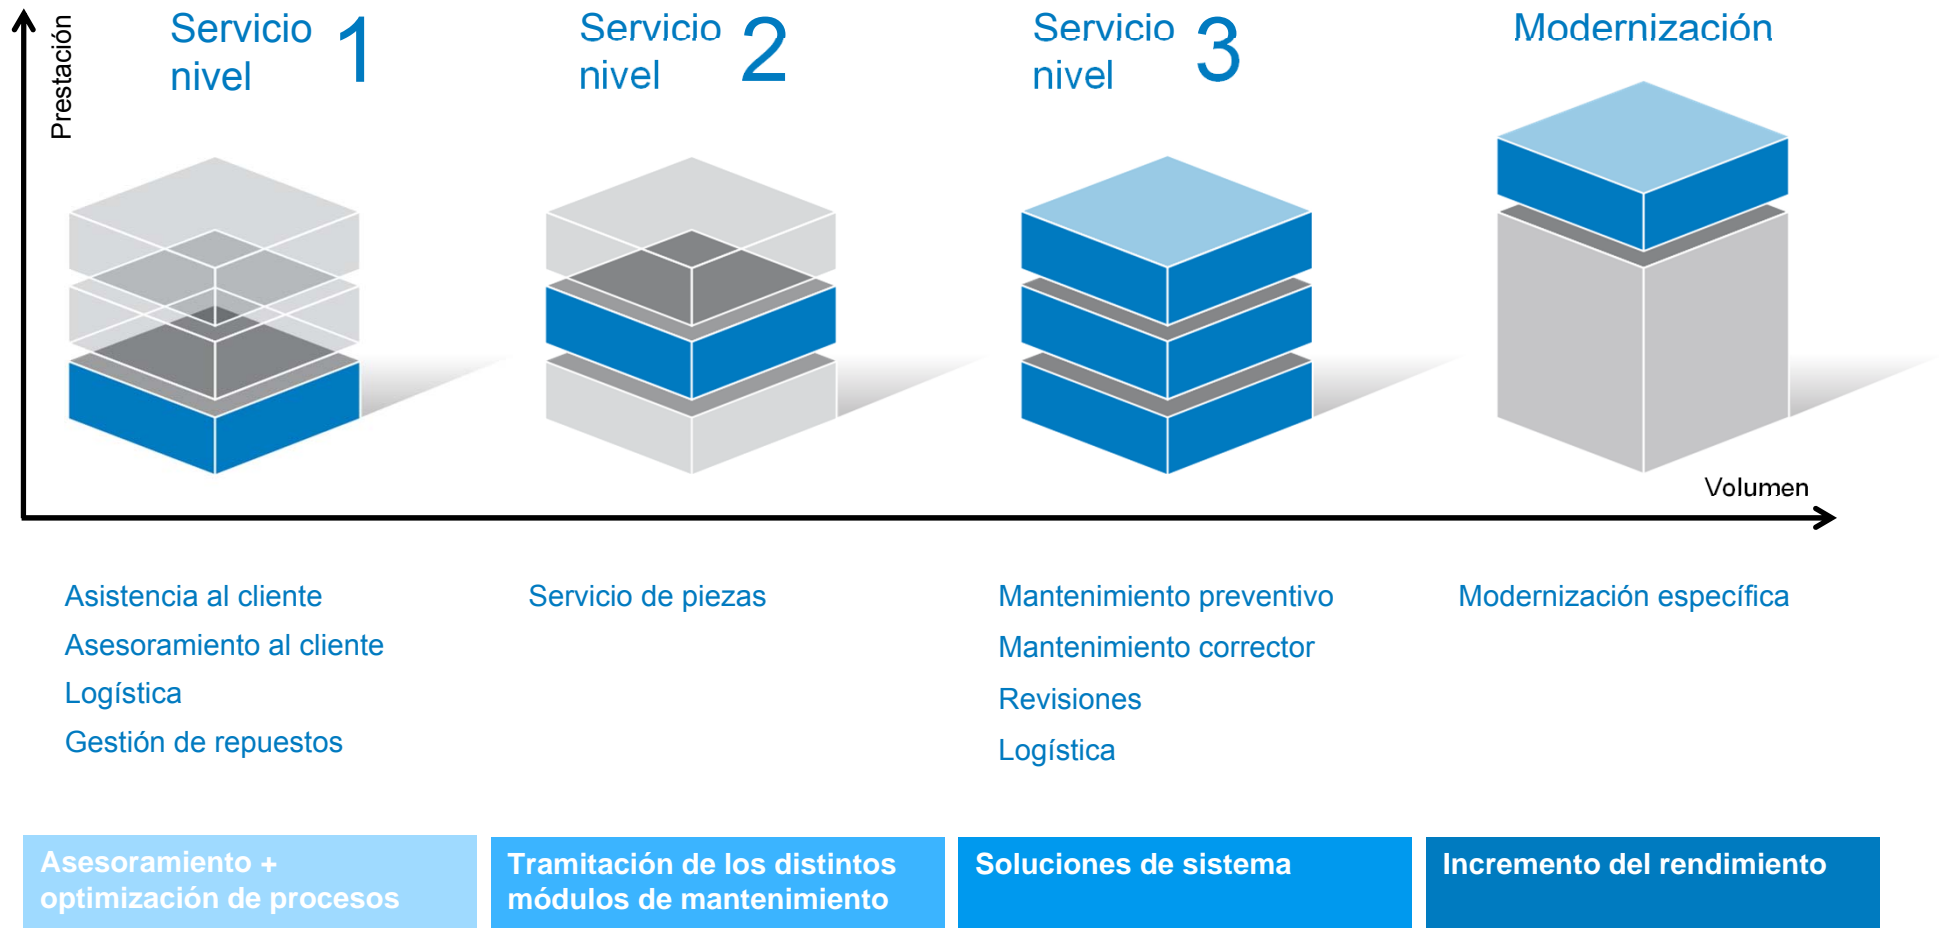 Prestación
Servicio
nivel
1
Servicio
nivel
2
Servicio
nivel
3
Modernización
Volumen
Asistencia al cliente
Asesoramiento al cliente
Logística
Gestión de repuestos
Servicio de piezas
Mantenimiento preventivo
Mantenimiento corrector
Revisiones
Logística
Modernización específica
Asesoramiento +
optimización de procesos
Tramitación de los distintos
módulos de mantenimiento
Soluciones de sistema
Incremento del rendimiento